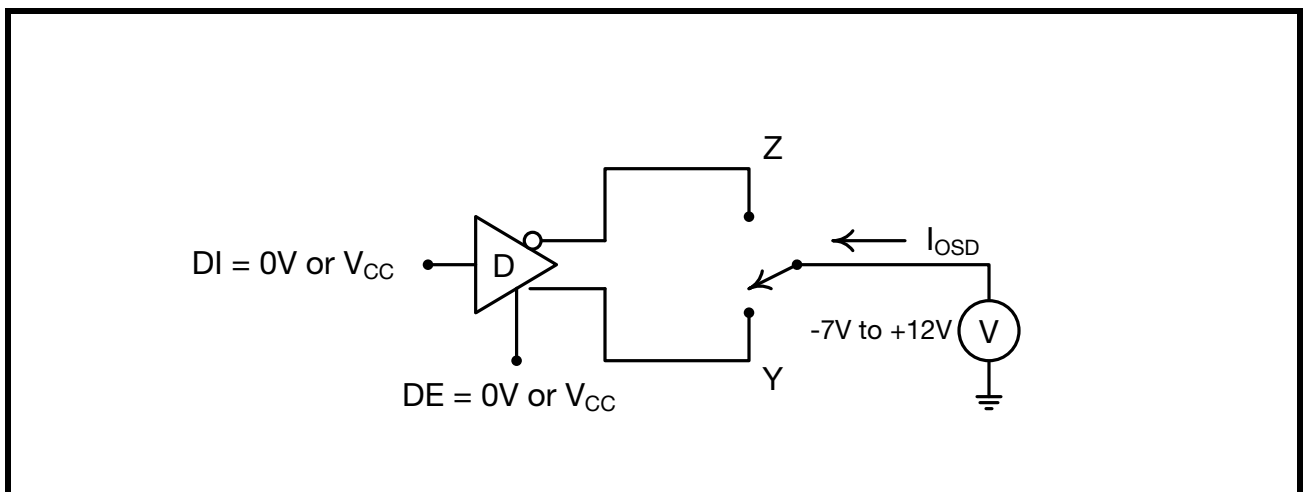 Z
I_OSD
DI = 0V or V_CC
D
-7V to +12V
V
Y
DE = 0V or V_CC